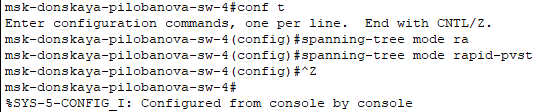 msk-donskaya-pilobanova-sw-4#conf t
Enter configuration commands, one per line.  End with CNTL/Z.
msk-donskaya-pilobanova-sw-4(config)#spanning-tree mode ra
msk-donskaya-pilobanova-sw-4(config)#spanning-tree mode rapid-pvst
msk-donskaya-pilobanova-sw-4(config)#^Z
msk-donskaya-pilobanova-sw-4#
%SYS-5-CONFIG_I: Configured from console by console